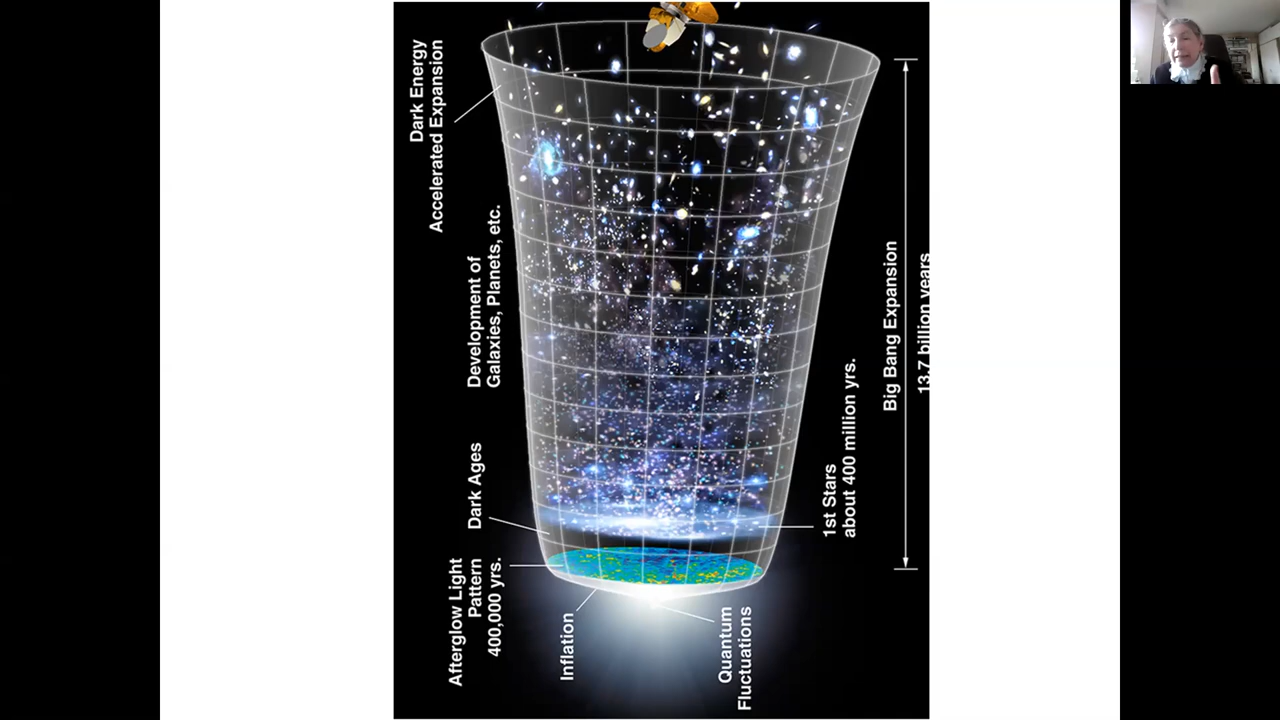 Dark Energy
Accelerated Expansion
Development of
Galaxies, Planets, etc.
Dark Ages
Afterglow Light
Pattern
400,000 yrs.
Inflation
Quantum
Fluctuations
1st Stars
about 400 million yrs.
Big Bang Expansion
13.7 billion years